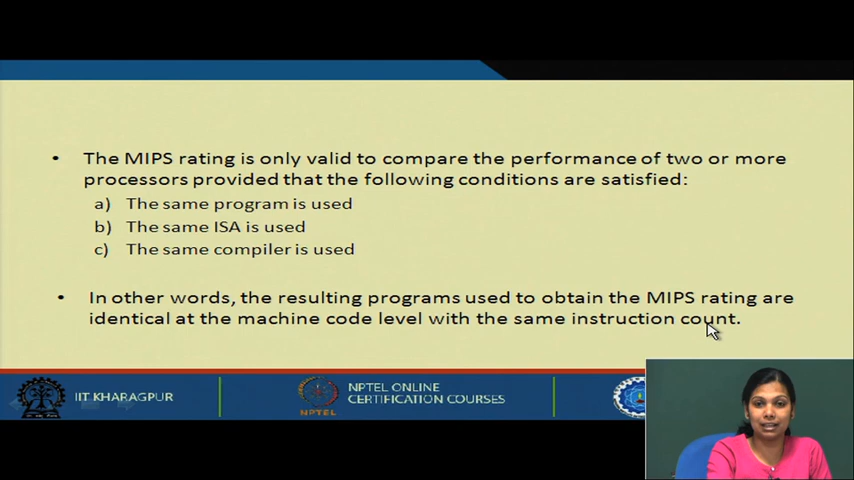 • The MIPS rating is only valid to compare the performance of two or more
processors provided that the following conditions are satisfied:
a) The same program is used
b) The same ISA is used
c) The same compiler is used
• In other words, the resulting programs used to obtain the MIPS rating are
identical at the machine code level with the same instruction count.
IIT KHARAGPUR
NPTEL
NPTEL ONLINE
CERTIFICATION COURSES